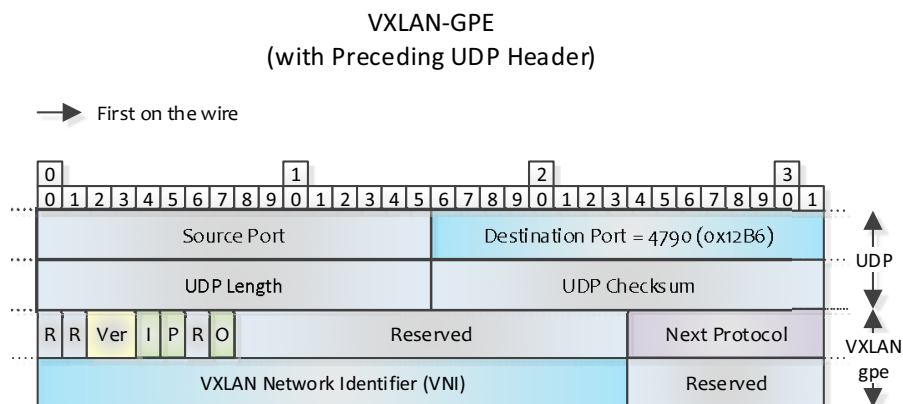 VXLAN-GPE
(with Preceding UDP Header)
First on the wire
0 1 2 3
0 1 2 3 4 5 6 7 8 9 0 1 2 3 4 5 6 7 8 9 0 1 2 3 4 5 6 7 8 9 0 1
Source Port Destination Port = 4790 (0x12B6)
UDP
UDP Length UDP Checksum
R R Ver I P R O Reserved Next Protocol
VXLAN
gpe
VXLAN Network Identifier (VNI) Reserved